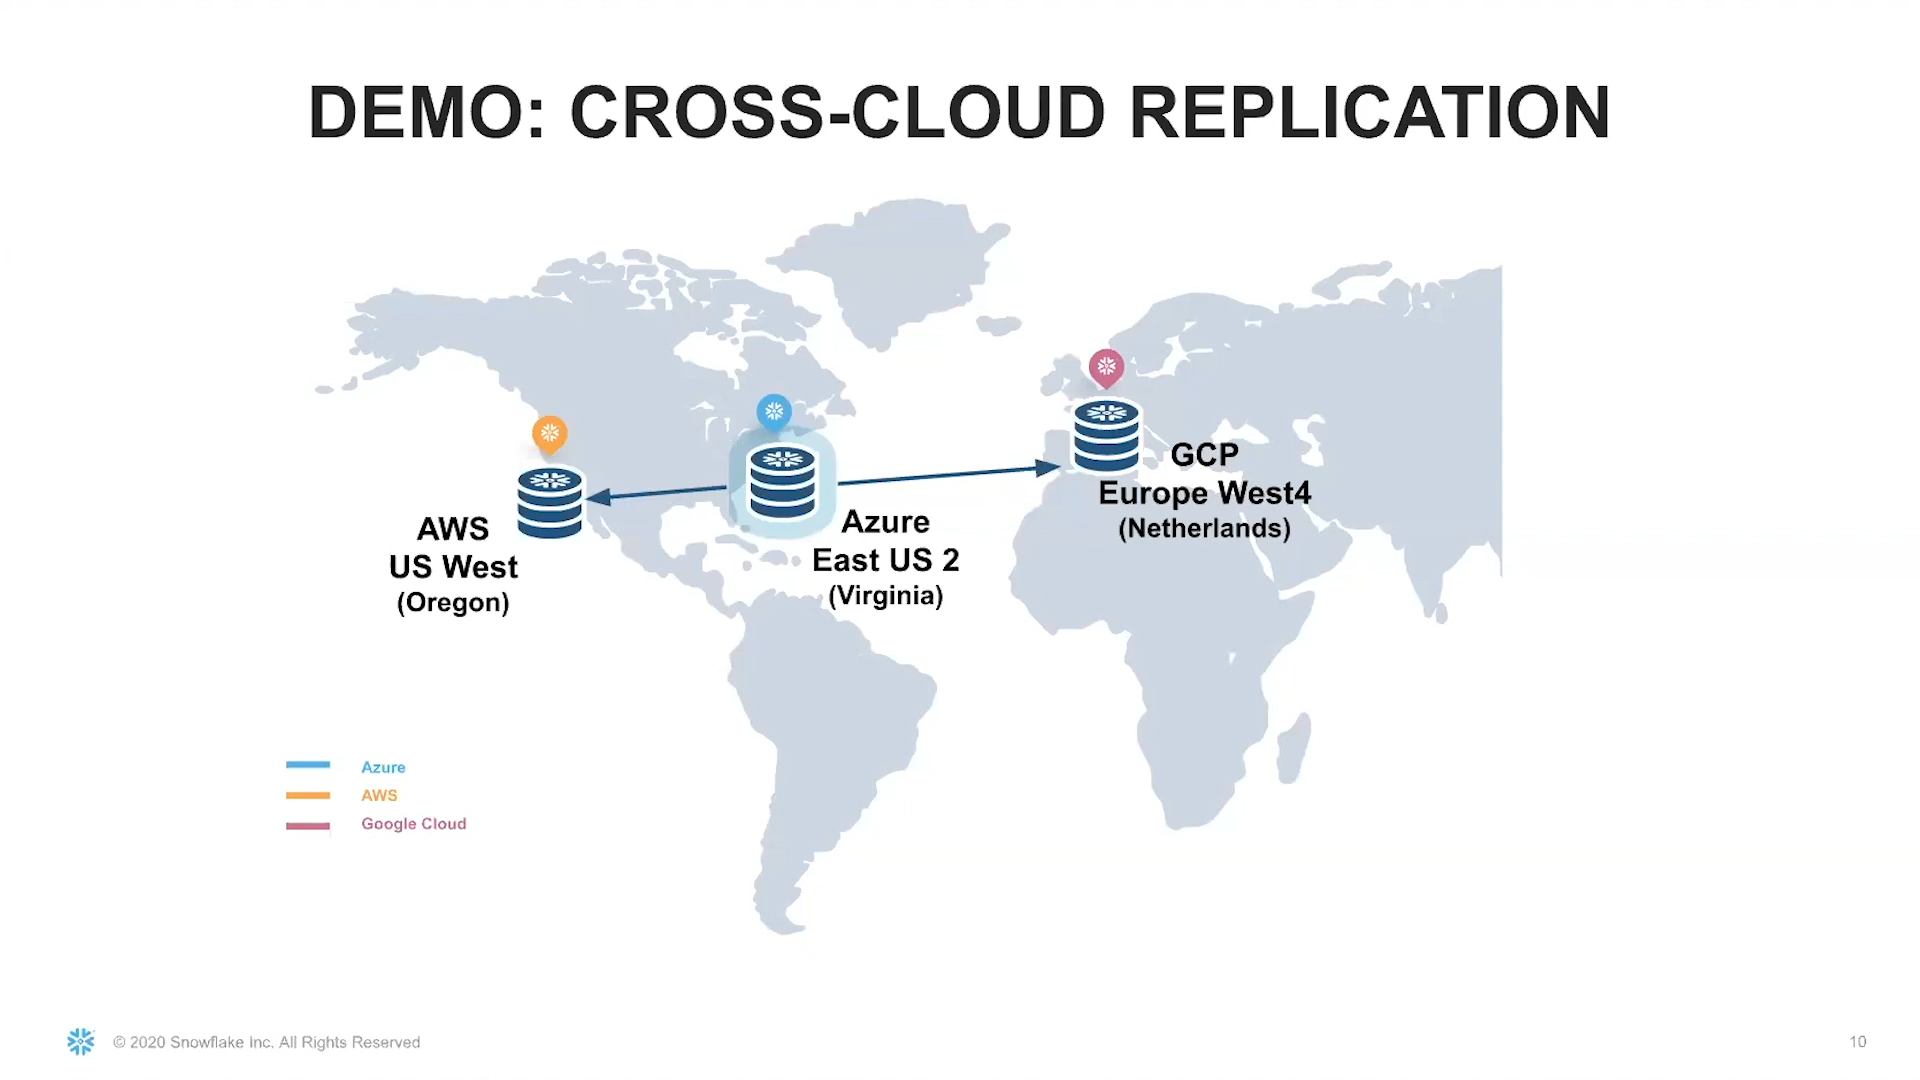 DEMO: CROSS-CLOUD REPLICATION
AWS
US West
(Oregon)
Azure
East US 2
(Virginia)
GCP
Europe West4
(Netherlands)
Azure
AWS
Google Cloud
© 2020 Snowflake Inc. All Rights Reserved
10